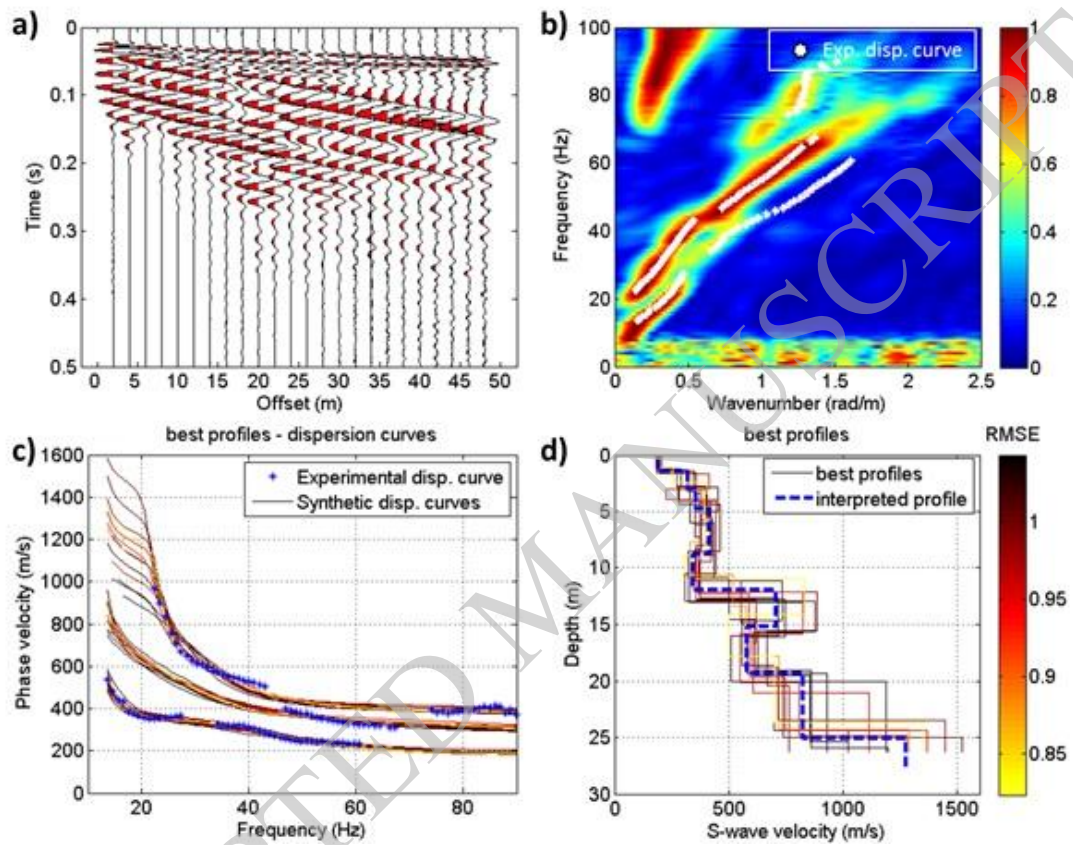 a)
0
0.1
0.2
0.3
0.4
0.5
Time (s)
0 5 10 15 20 25 30 35 40 45 50
Offset (m)
b)
100
80
60
40
20
0
Frequency (Hz)
Exp. disp. curve
0 0.5 1 1.5 2 2.5
Wavenumber (rad/m)
1
0.8
0.6
0.4
0.2
0
best profiles - dispersion curves
c)
1600
1400
1200
1000
800
600
400
200
0
Phase velocity (m/s)
Experimental disp. curve
Synthetic disp. curves
20 40 60 80
Frequency (Hz)
best profiles
d)
0
5
10
15
20
25
30
Depth (m)
best profiles
interpreted profile
0 500 1000 1500
S-wave velocity (m/s)
RMSE
1
0.95
0.9
0.85
TED MANUSCRIPT